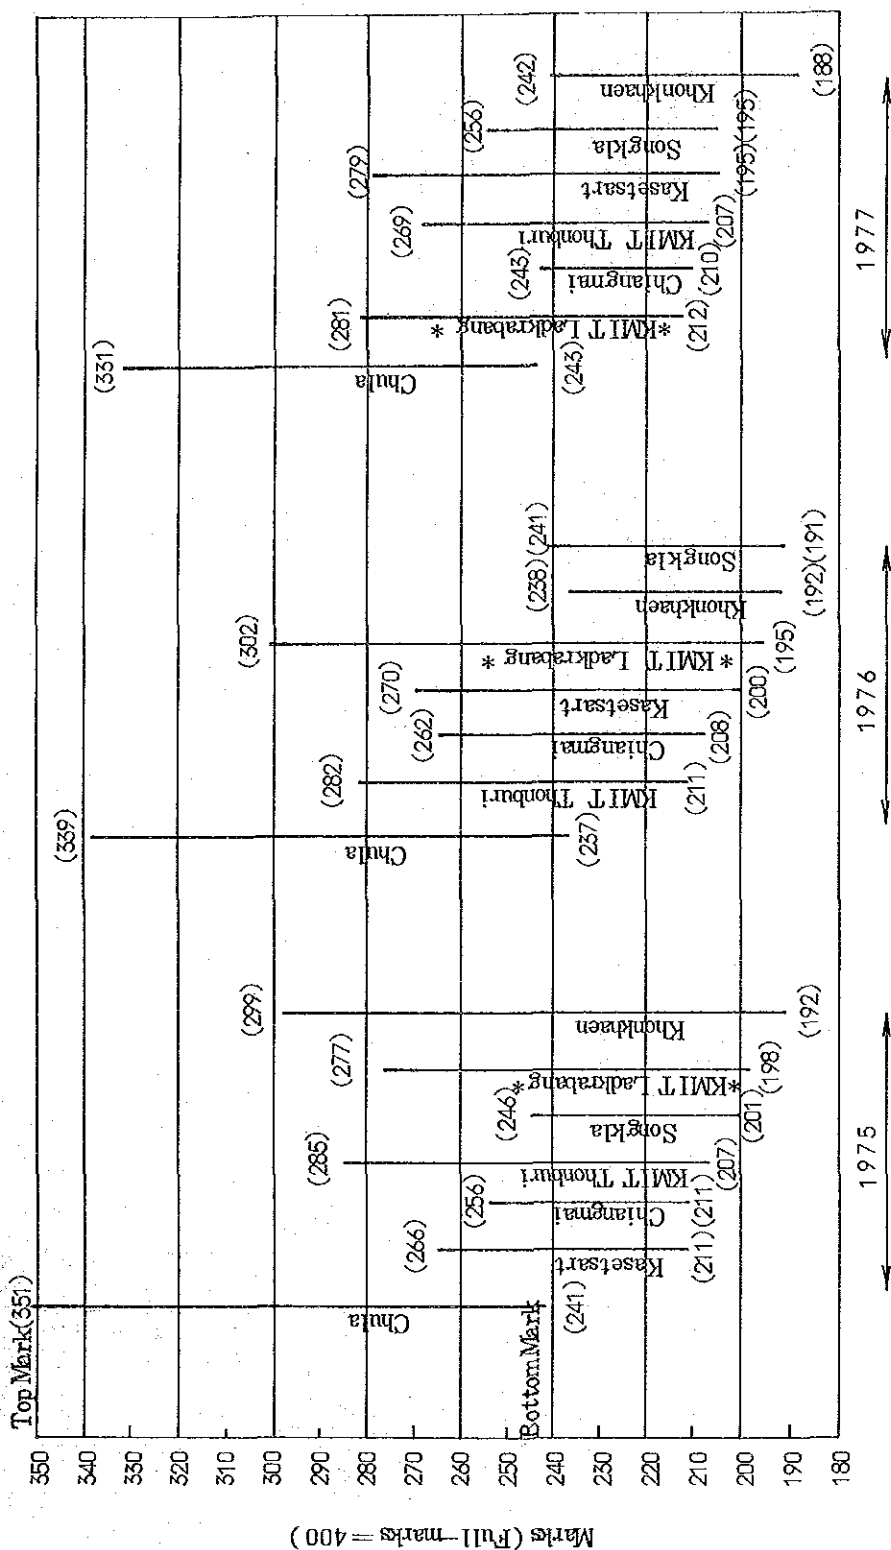 Marks (Full-marks = 400)
350
340
330
320
310
300
290
280
270
260
250
240
230
220
210
200
190
180
Top Mark (351)
Chula
Bottom Mark
(241)
(266)
Kasetsart
(211)
(256)
Chiangmai
(211)
(285)
KMIT Thonburi
(207)
(246)
Songkla
(201)
(277)
*KMIT Ladkrabang*
(198)
(299)
Khonkhaen
(192)
1975
(339)
Chula
(237)
(282)
KMIT Thonburi
(211)
(262)
Chiangmai
(208)
(270)
Kasetsart
(200)
(302)
*KMIT Ladkrabang *
(195)
(238)
Khonkhaen
(192)
(241)
Songkla
(191)
1976
(331)
Chula
(243)
(281)
*KMIT Ladkrabang *
(212)
(243)
Chiangmai
(210)
(269)
KMIT Thonburi
(207)
(279)
Kasetsart
(195)
(256)
Songkla
(195)
(242)
Khonkhaen
(188)
1977